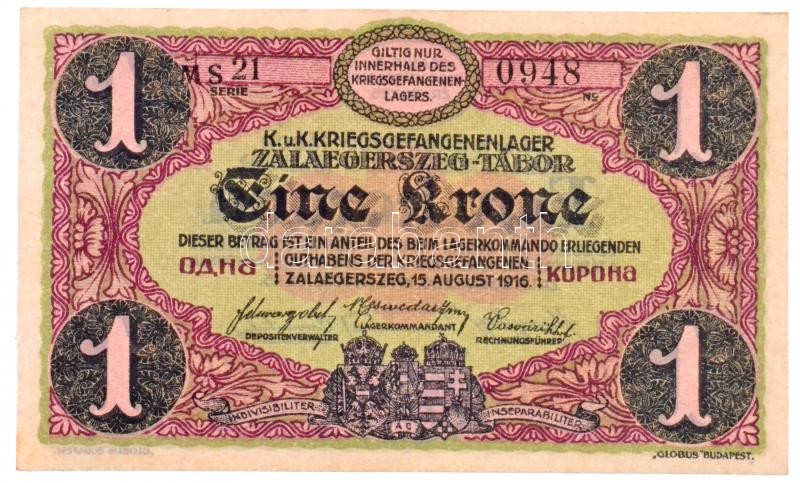 1
1
MS 21
SERIE
GILTIG NUR
INNERHALB DES
KRIEGSGEFANGENEN-
LAGERS.
0948
No
K. u. K. KRIEGSGEFANGENENLAGER
ZALAEGERSZEG-TÁBOR
Eine Krone
DIESER BETRAG IST EIN ANTEIL DES BEIM LAGERKOMMANDO ERLIEGENDEN
одна
GUTHABENS DER KRIEGSGEFANGENEN-
ZALAEGERSZEG, 15. AUGUST 1916.
корона
DEPOSITENVERWALTER
LAGERKOMMANDANT
RECHNUNGSFÜHRER
1
1
INDIVISIBILITER
AC
INSEPARABILITER
„GLOBUS" BUDAPEST.
darabanth